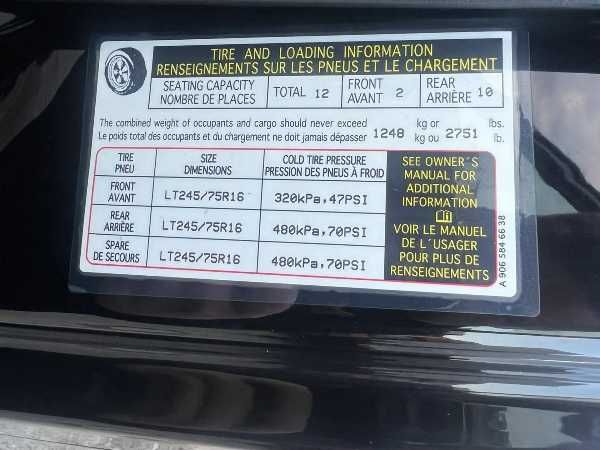 TIRE AND LOADING INFORMATION
RENSEIGNEMENTS SUR LES PNEUS ET LE CHARGEMENT
SEATING CAPACITY
NOMBRE DE PLACES
TOTAL 12
FRONT
AVANT 2
REAR
ARRIÈRE 10
The combined weight of occupants and cargo should never exceed
Le poids total des occupants et du chargement ne doit jamais dépasser
1248 kg or
kg ou 2751 lbs.
lb.
TIRE
PNEU
SIZE
DIMENSIONS
COLD TIRE PRESSURE
PRESSION DES PNEUS À FROID
FRONT
AVANT
LT245/75R16
320kPa,47PSI
REAR
ARRIÈRE
LT245/75R16
480kPa,70PSI
SPARE
DE SECOURS
LT245/75R16
480kPa,70PSI
SEE OWNER´S
MANUAL FOR
ADDITIONAL
INFORMATION
VOIR LE MANUEL
DE L´USAGER
POUR PLUS DE
RENSEIGNEMENTS
A 906 584 66 38